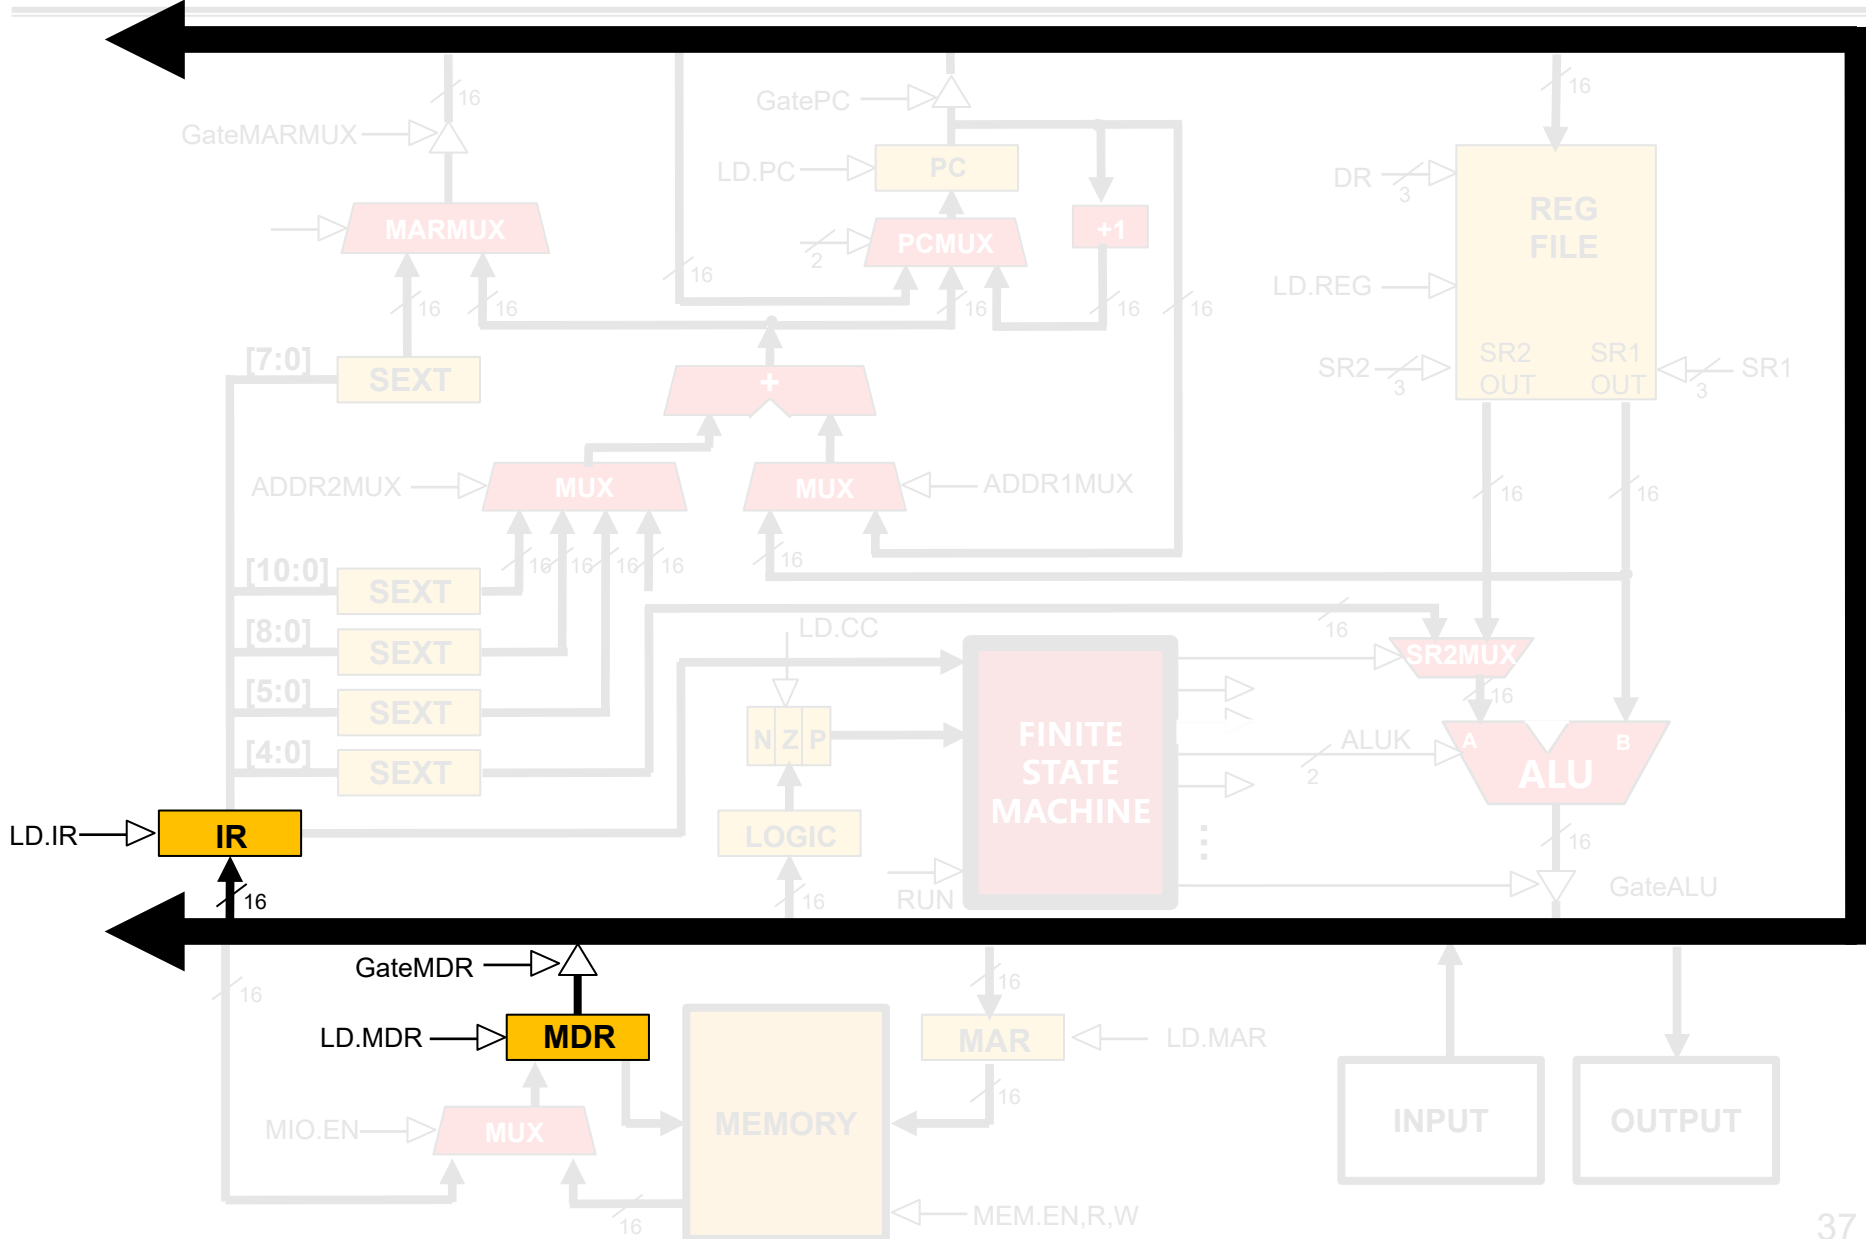 16
16
16
GatePC
GateMARMUX
LD.PC
PC
DR
3
REG
FILE
MARMUX
2
PCMUX
+1
16
LD.REG
16
16
16
16
16
[7:0]
SEXT
+
SR2
3
SR2
OUT
SR1
OUT
3
SR1
ADDR2MUX
MUX
MUX
ADDR1MUX
16
16
16
16
16
16
16
[10:0]
SEXT
[8:0]
SEXT
LD.CC
16
SR2MUX
16
[5:0]
SEXT
N Z P
FINITE
STATE
MACHINE
ALUK
2
A
B
ALU
[4:0]
SEXT
LD.IR
IR
LOGIC
⋮
16
16
16
RUN
GateALU
GateMDR
16
16
LD.MDR
MDR
MAR
LD.MAR
16
MIO.EN
MUX
MEMORY
INPUT
OUTPUT
16
MEM.EN,R,W
37